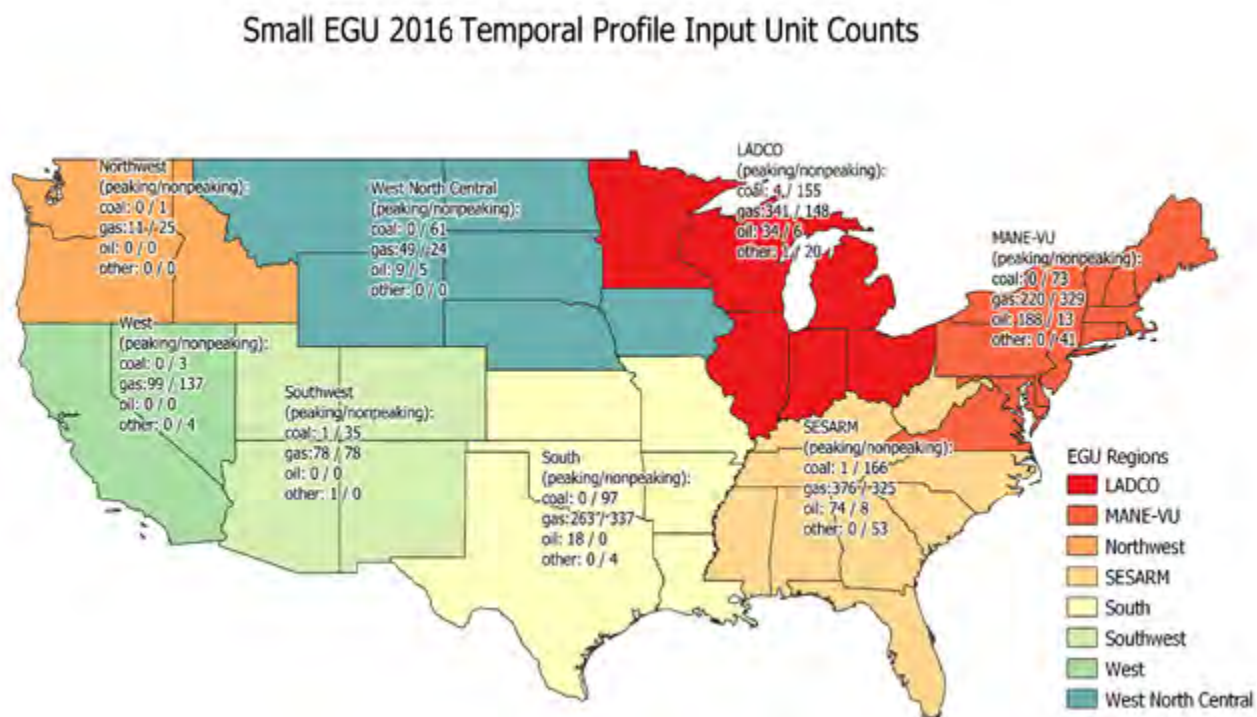 Small EGU 2016 Temporal Profile Input Unit Counts
Northwest
(peaking/nonpeaking):
coal: 0 / 1
gas:11 / 25
oil: 0 / 0
other: 0 / 0
West North Central
(peaking/nonpeaking):
coal: 0 / 61
gas:49 / 24
oil: 9 / 5
other: 0 / 0
LADCO
(peaking/nonpeaking):
coal: 4 / 155
gas:341 / 148
oil: 34 / 6
other: 1 / 20
MANE-VU
(peaking/nonpeaking):
coal: 0 / 73
gas:220 / 329
oil: 188 / 13
other: 0 / 41
West
(peaking/nonpeaking):
coal: 0 / 3
gas:99 / 137
oil: 0 / 0
other: 0 / 4
Southwest
(peaking/nonpeaking):
coal: 1 / 35
gas:78 / 78
oil: 0 / 0
other: 1 / 0
South
(peaking/nonpeaking):
coal: 0 / 97
gas:263 / 337
oil: 18 / 0
other: 0 / 4
SESARM
(peaking/nonpeaking):
coal: 1 / 166
gas:376 / 325
oil: 74 / 8
other: 0 / 53
EGU Regions
LADCO
MANE-VU
Northwest
SESARM
South
Southwest
West
West North Central